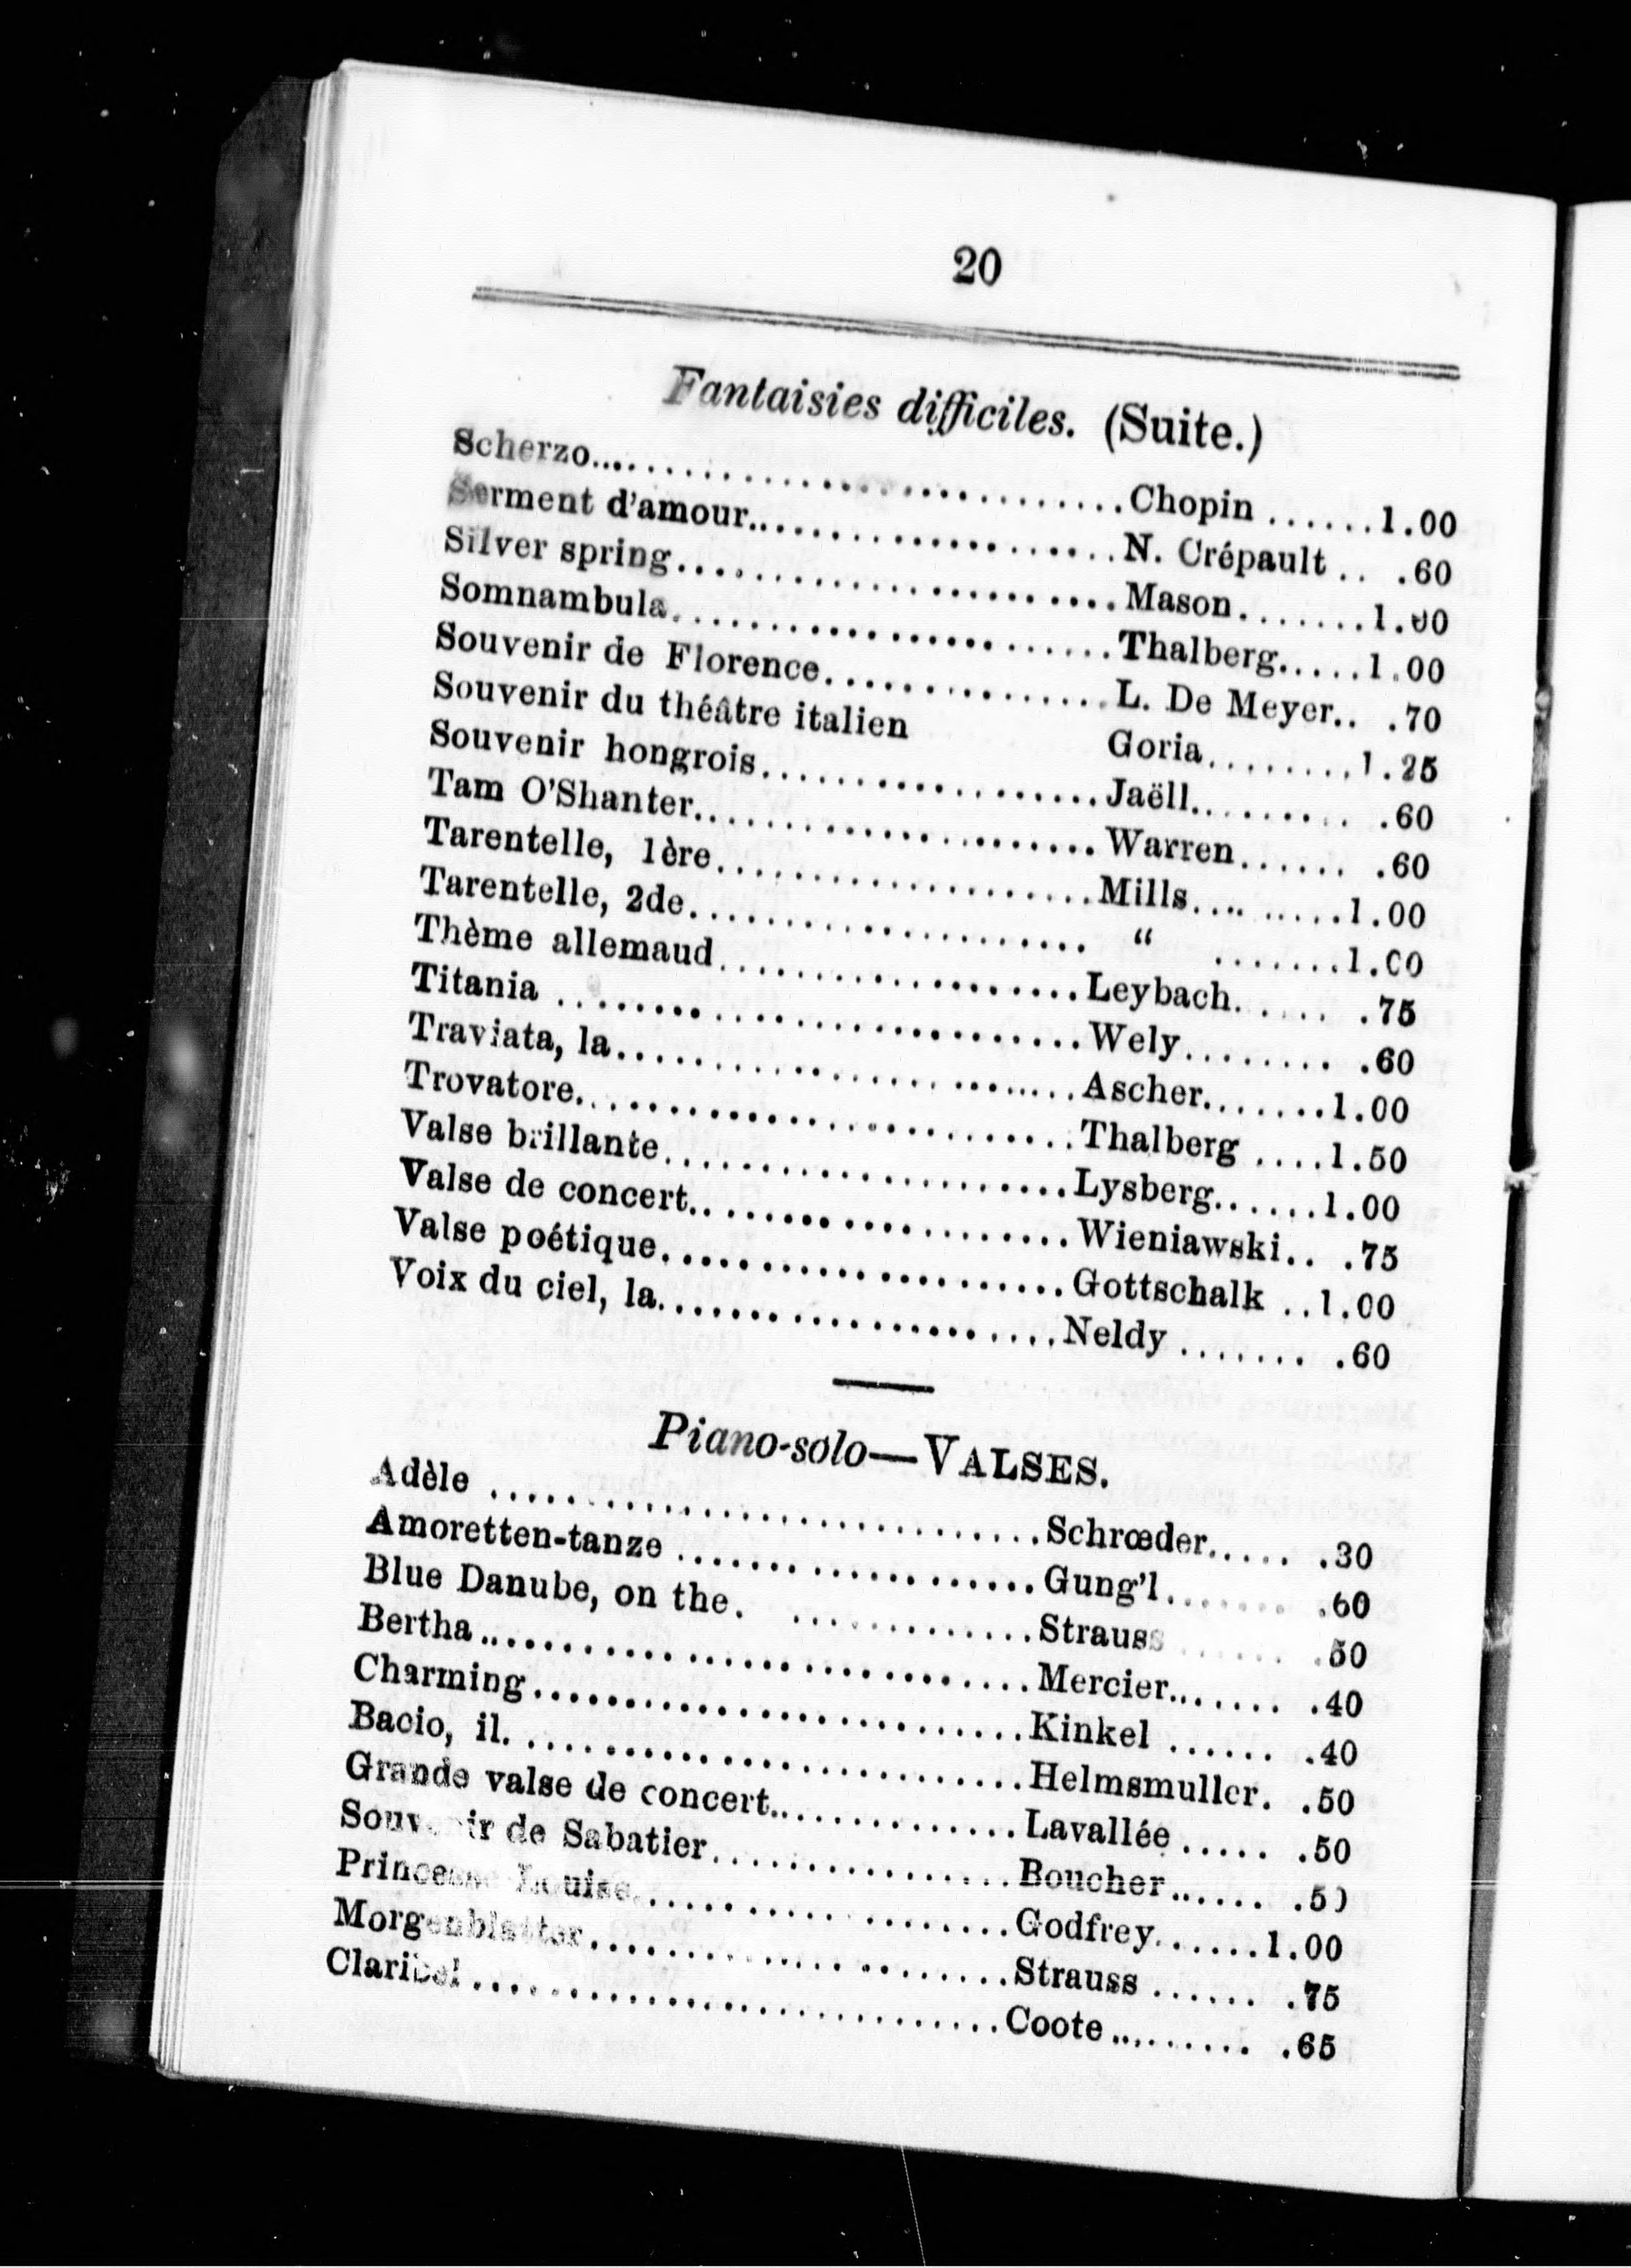 20
Fantaisies difficiles. (Suite.)
Scherzo..............................Chopin ......1.00
Serment d'amour......................N. Crépault .. .60
Silver spring........................Mason.......1.00
Somnambula.........................Thalberg.....1.00
Souvenir de Florence................L. De Meyer.. .70
Souvenir du théâtre italien Goria........1.25
Souvenir hongrois..................Jaëll......... .60
Tam O'Shanter......................Warren...... .60
Tarentelle, 1ère.....................Mills.... .....1.00
Tarentelle, 2de...................... “ .......1.00
Thème allemaud....................Leybach...... .75
Titania .............................Wely........ .60
Traviata, la..........................Ascher.......1.00
Trovatore............................Thalberg ....1.50
Valse brillante.......................Lysberg......1.00
Valse de concert.....................Wieniawski.. .75
Valse poétique......................Gottschalk ..1.00
Voix du ciel, la......................Neldy ....... .60
Piano-solo—VALSES.
Adèle ..............................Schrœder..... .30
Amoretten-tanze ...................Gung'l....... .60
Blue Danube, on the. .............Strauss ...... .50
Bertha..............................Mercier....... .40
Charming...........................Kinkel ...... .40
Bacio, il............................Helmsmuller. .50
Grande valse de concert..............Lavallée ..... .50
Souvenir de Sabatier................Boucher...... .50
Princesse Louise....................Godfrey......1.00
Morgenblatter......................Strauss ...... .75
Claribel ............................Coote ........ .65